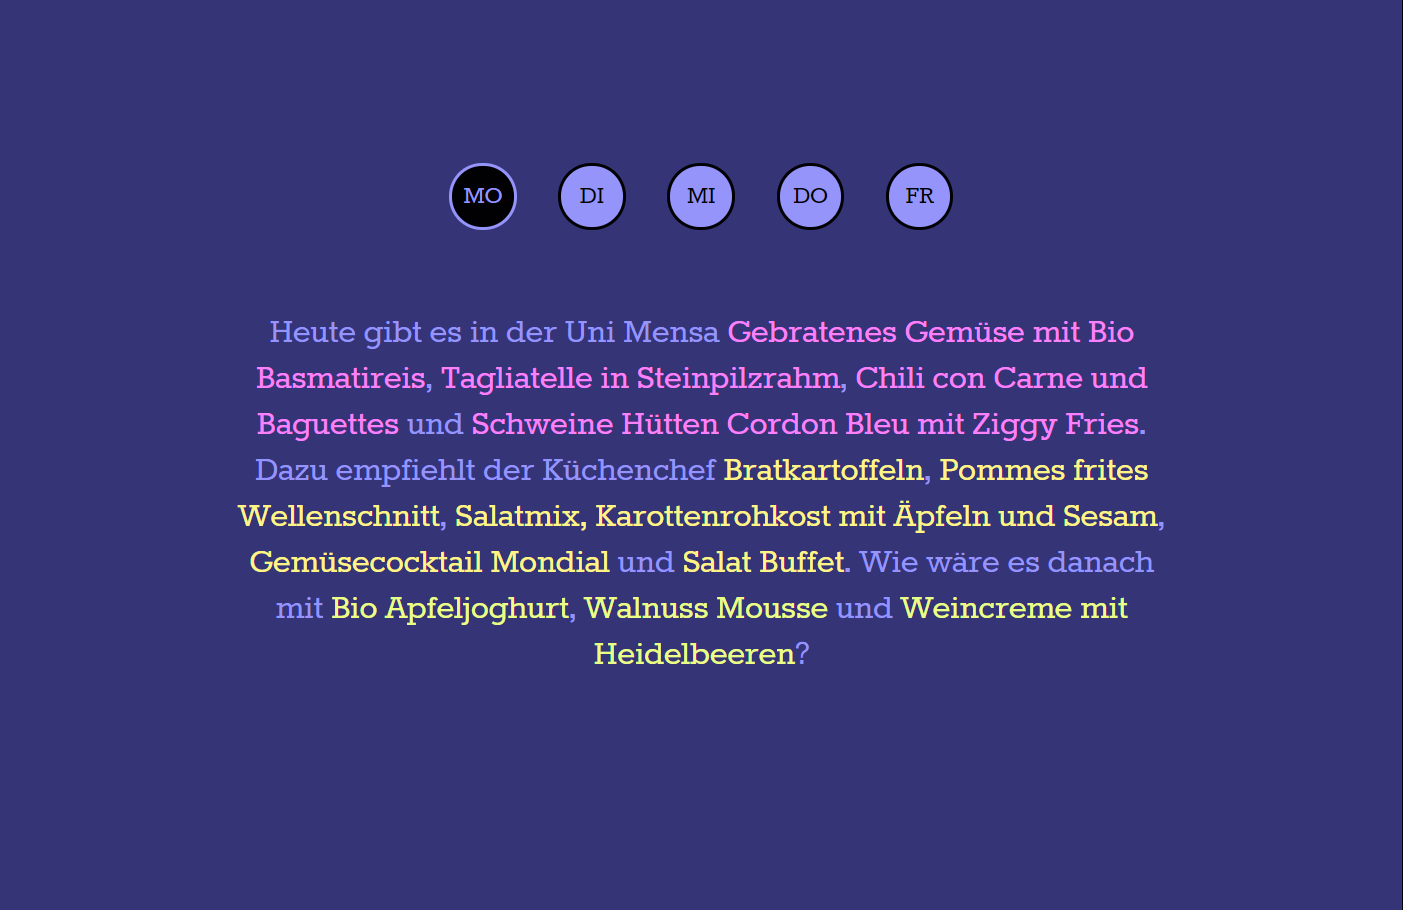 MO DI MI DO FR
Heute gibt es in der Uni Mensa Gebratenes Gemüse mit Bio
Basmatireis, Tagliatelle in Steinpilzrahm, Chili con Carne und
Baguettes und Schweine Hütten Cordon Bleu mit Ziggy Fries.
Dazu empfiehlt der Küchenchef Bratkartoffeln, Pommes frites
Wellenschnitt, Salatmix, Karottenrohkost mit Äpfeln und Sesam,
Gemüsecocktail Mondial und Salat Buffet. Wie wäre es danach
mit Bio Apfeljoghurt, Walnuss Mousse und Weincreme mit
Heidelbeeren?